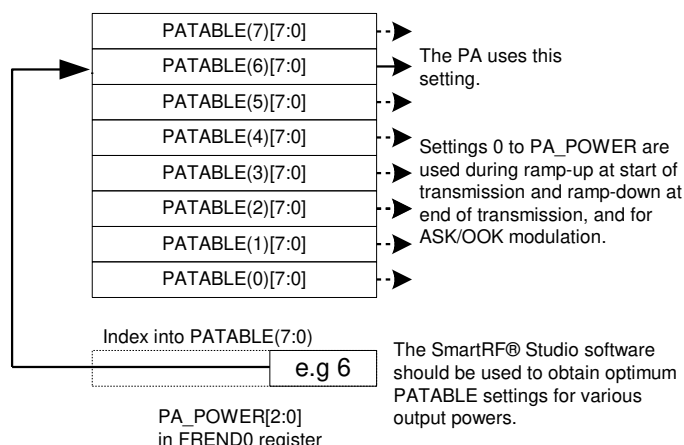 PATABLE(7)[7:0]
PATABLE(6)[7:0]
PATABLE(5)[7:0]
PATABLE(4)[7:0]
PATABLE(3)[7:0]
PATABLE(2)[7:0]
PATABLE(1)[7:0]
PATABLE(0)[7:0]
The PA uses this
setting.
Settings 0 to PA_POWER are
used during ramp-up at start of
transmission and ramp-down at
end of transmission, and for
ASK/OOK modulation.
Index into PATABLE(7:0)
e.g 6
PA_POWER[2:0]
in FREND0 register
The SmartRF® Studio software
should be used to obtain optimum
PATABLE settings for various
output powers.